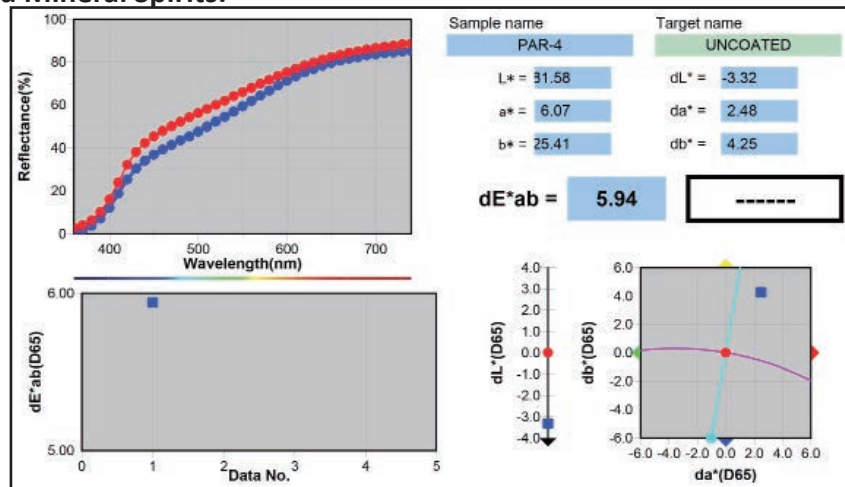 d Mineral Spirits.
100
80
60
40
20
0
Reflectance(%)
400 500 600 700
Wavelength(nm)
Sample name Target name
PAR-4 UNCOATED
L* = 81.58 dL* = -3.32
a* = 6.07 da* = 2.48
b* = 25.41 db* = 4.25
dE*ab = 5.94 ------
6.00
5.00
dE*ab(D65)
0 1 2 3 4 5
Data No.
4.0
3.0
2.0
1.0
0.0
-1.0
-2.0
-3.0
-4.0
dL*(D65)
6.0
4.0
2.0
0.0
-2.0
-4.0
-6.0
db*(D65)
-6.0 -4.0 -2.0 0.0 2.0 4.0 6.0
da*(D65)